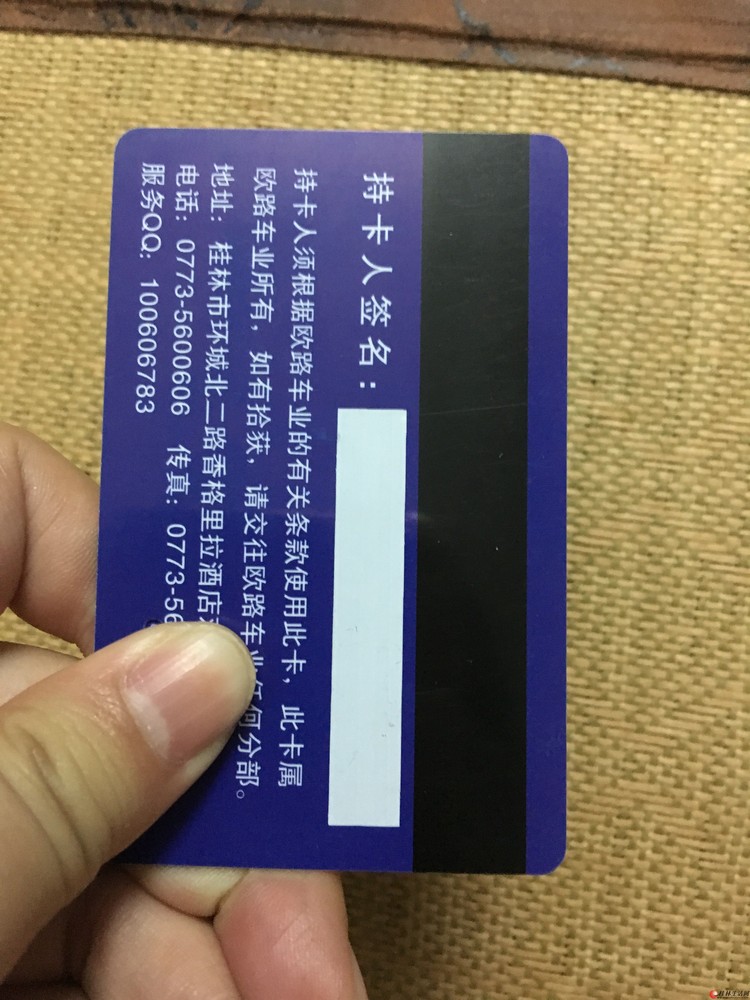 持卡人签名：
持卡人须根据欧路车业的有关条款使用此卡，此卡属
欧路车业所有，如有拾获，请交往欧路车业任何分部。
地址：桂林市环城北二路香格里拉酒店
电话：0773-5600606 传真：0773-56
服务QQ：100606783